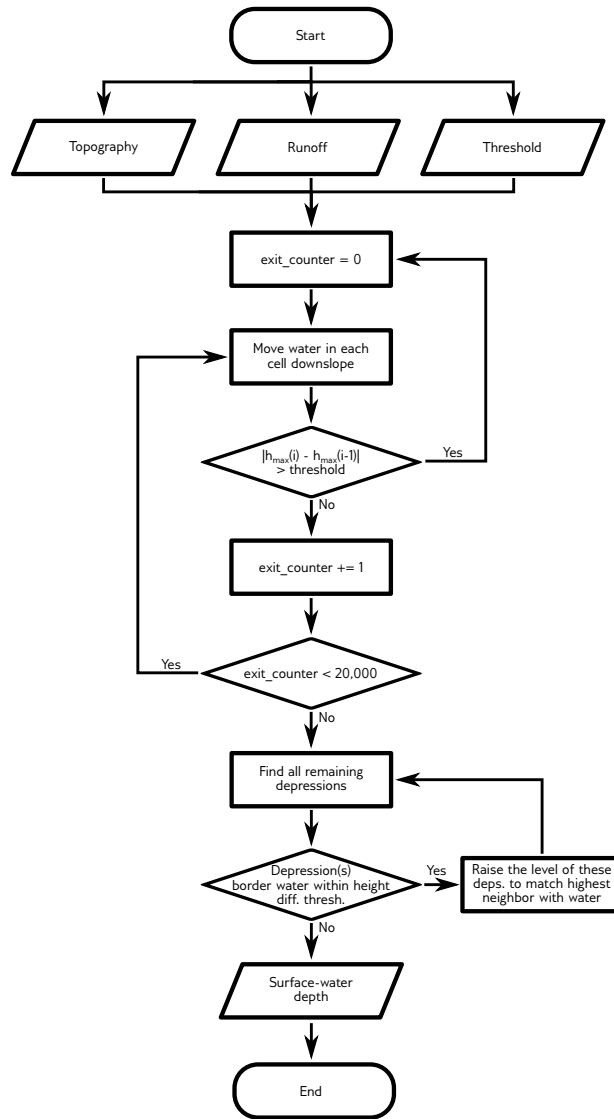 Start
Topography
Runoff
Threshold
exit_counter = 0
Move water in each
cell downslope
|hmax(i) - hmax(i-1)|
> threshold
Yes
No
exit_counter += 1
exit_counter < 20,000
Yes
No
Find all remaining
depressions
Depression(s)
border water within height
diff. thresh.
Yes
Raise the level of these
deps. to match highest
neighbor with water
No
Surface-water
depth
End